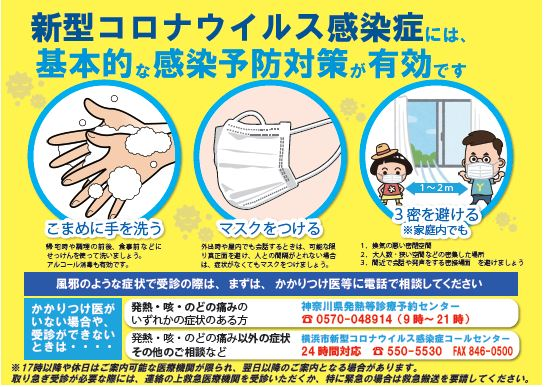 新型コロナウイルス感染症には、
基本的な感染予防対策が有効です
1～2m
こまめに手を洗う
マスクをつける
3密を避ける
※家庭内でも
帰宅時や調理の前後、食事前などに
せっけんを使って洗いましょう。
アルコール消毒も有効です。
外出時や屋内でも会話するときは、可能な限
り真正面を避け、人との間隔がとれない場合
は、症状がなくてもマスクをつけましょう。
1、換気の悪い密閉空間
2、大人数・狭い空間などの密集した場所
3、間近で会話や発声をする密接場面　を避けましょう
風邪のような症状で受診の際は、まずは、かかりつけ医等に電話で相談してください
かかりつけ医が
いない場合や、
受診ができない
ときは・・・・
発熱・咳・のどの痛みの
いずれかの症状のある方
神奈川県発熱等診療予約センター
☎ 0570-048914（9時～21時）
発熱・咳・のどの痛み以外の症状
その他のご相談など
横浜市新型コロナウイルス感染症コールセンター
24時間対応 ☎ 550-5530 FAX 846-0500
※17時以降や休日はご案内可能な医療機関が限られ、翌日以降のご案内となる場合があります。
取り急ぎ受診が必要な際には、連絡の上救急医療機関を受診いただくか、特に緊急の場合は救急搬送を要請してください。